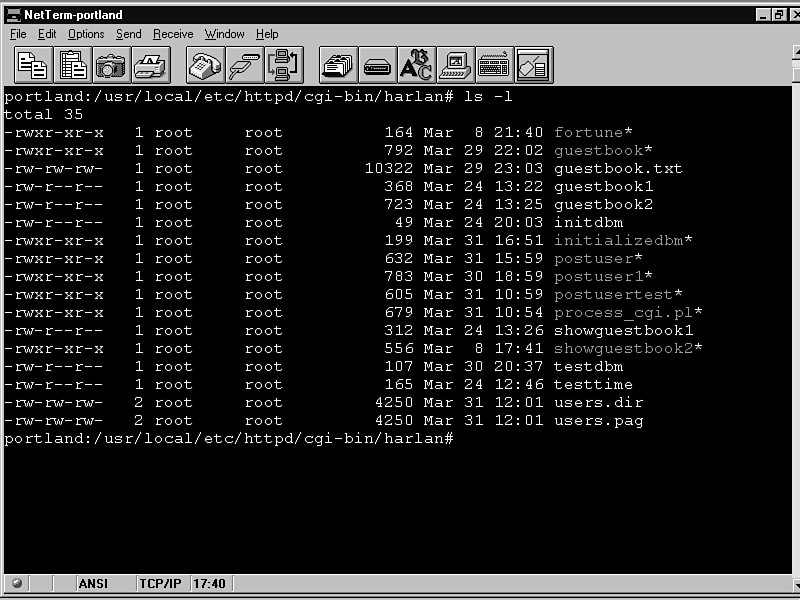 NetTerm-portland
File Edit Options Send Receive Window Help
portland:/usr/local/etc/httpd/cgi-bin/harlan# ls -l
total 35
-rwxr-xr-x 1 root root 164 Mar 8 21:40 fortune*
-rwxr-xr-x 1 root root 792 Mar 29 22:02 guestbook*
-rw-rw-rw- 1 root root 10322 Mar 29 23:03 guestbook.txt
-rw-r--r-- 1 root root 368 Mar 24 13:22 guestbook1
-rw-r--r-- 1 root root 723 Mar 24 13:25 guestbook2
-rw-r--r-- 1 root root 49 Mar 24 20:03 initdbm
-rwxr-xr-x 1 root root 199 Mar 31 16:51 initializedbm*
-rwxr-xr-x 1 root root 632 Mar 31 15:59 postuser*
-rwxr-xr-x 1 root root 783 Mar 30 18:59 postuser1*
-rwxr-xr-x 1 root root 605 Mar 31 10:59 postusertest*
-rwxr-xr-x 1 root root 679 Mar 31 10:54 process_cgi.pl*
-rw-r--r-- 1 root root 312 Mar 24 13:26 showguestbook1
-rwxr-xr-x 1 root root 556 Mar 8 17:41 showguestbook2*
-rw-r--r-- 1 root root 107 Mar 30 20:37 testdbm
-rw-r--r-- 1 root root 165 Mar 24 12:46 testtime
-rw-rw-rw- 2 root root 4250 Mar 31 12:01 users.dir
-rw-rw-rw- 2 root root 4250 Mar 31 12:01 users.pag
portland:/usr/local/etc/httpd/cgi-bin/harlan#
ANSI TCP/IP 17:40